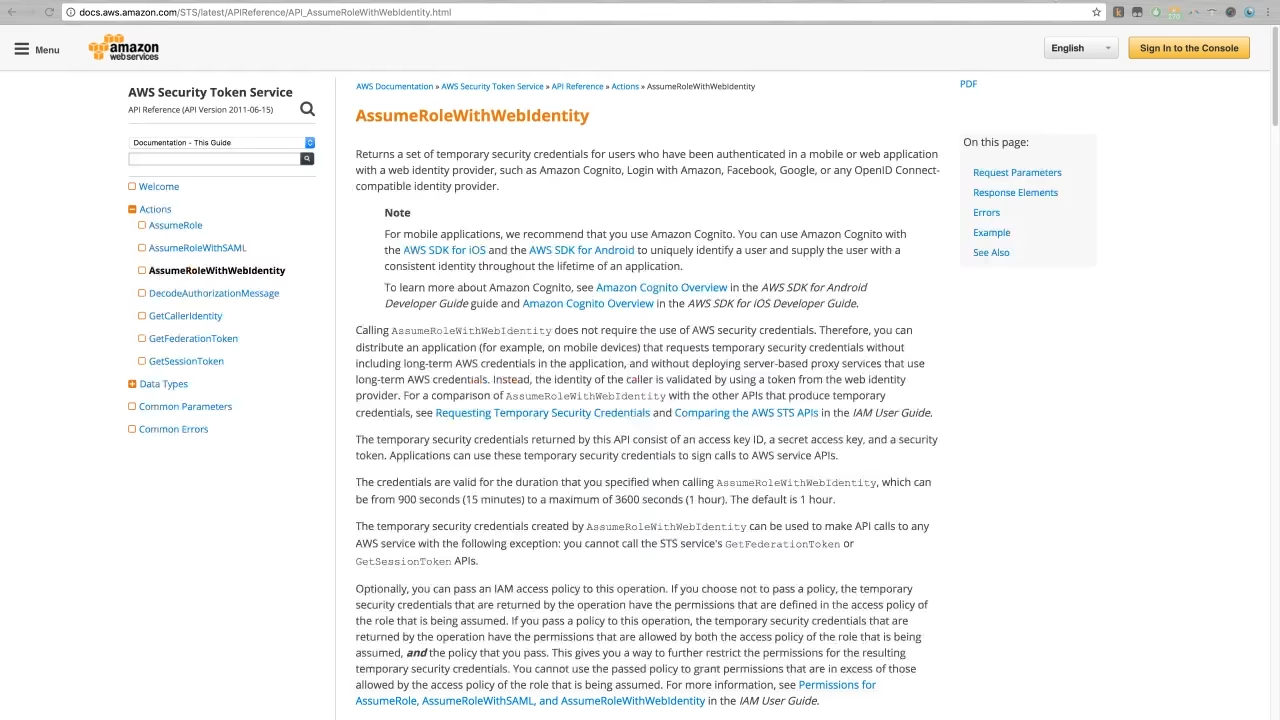 docs.aws.amazon.com/STS/latest/APIReference/API_AssumeRoleWithWebIdentity.html
Menu
amazon
webservices
English
Sign In to the Console
AWS Security Token Service
API Reference (API Version 2011-06-15)
Documentation - This Guide
Welcome
Actions
AssumeRole
AssumeRoleWithSAML
AssumeRoleWithWebIdentity
DecodeAuthorizationMessage
GetCallerIdentity
GetFederationToken
GetSessionToken
Data Types
Common Parameters
Common Errors
AWS Documentation » AWS Security Token Service » API Reference » Actions » AssumeRoleWithWebIdentity
AssumeRoleWithWebIdentity
Returns a set of temporary security credentials for users who have been authenticated in a mobile or web application
with a web identity provider, such as Amazon Cognito, Login with Amazon, Facebook, Google, or any OpenID Connect-
compatible identity provider.
Note
For mobile applications, we recommend that you use Amazon Cognito. You can use Amazon Cognito with
the AWS SDK for iOS and the AWS SDK for Android to uniquely identify a user and supply the user with a
consistent identity throughout the lifetime of an application.
To learn more about Amazon Cognito, see Amazon Cognito Overview in the AWS SDK for Android
Developer Guide guide and Amazon Cognito Overview in the AWS SDK for iOS Developer Guide.
Calling AssumeRoleWithWebIdentity does not require the use of AWS security credentials. Therefore, you can
distribute an application (for example, on mobile devices) that requests temporary security credentials without
including long-term AWS credentials in the application, and without deploying server-based proxy services that use
long-term AWS credentials. Instead, the identity of the caller is validated by using a token from the web identity
provider. For a comparison of AssumeRoleWithWebIdentity with the other APIs that produce temporary
credentials, see Requesting Temporary Security Credentials and Comparing the AWS STS APIs in the IAM User Guide.
The temporary security credentials returned by this API consist of an access key ID, a secret access key, and a security
token. Applications can use these temporary security credentials to sign calls to AWS service APIs.
The credentials are valid for the duration that you specified when calling AssumeRoleWithWebIdentity, which can
be from 900 seconds (15 minutes) to a maximum of 3600 seconds (1 hour). The default is 1 hour.
The temporary security credentials created by AssumeRoleWithWebIdentity can be used to make API calls to any
AWS service with the following exception: you cannot call the STS service's GetFederationToken or
GetSessionToken APIs.
Optionally, you can pass an IAM access policy to this operation. If you choose not to pass a policy, the temporary
security credentials that are returned by the operation have the permissions that are defined in the access policy of
the role that is being assumed. If you pass a policy to this operation, the temporary security credentials that are
returned by the operation have the permissions that are allowed by both the access policy of the role that is being
assumed, and the policy that you pass. This gives you a way to further restrict the permissions for the resulting
temporary security credentials. You cannot use the passed policy to grant permissions that are in excess of those
allowed by the access policy of the role that is being assumed. For more information, see Permissions for
AssumeRole, AssumeRoleWithSAML, and AssumeRoleWithWebIdentity in the IAM User Guide.
PDF
On this page:
Request Parameters
Response Elements
Errors
Example
See Also